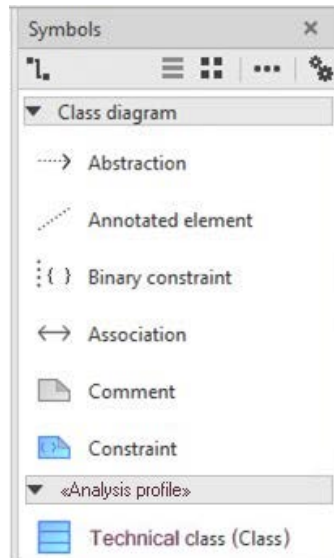 Symbols
Class diagram
Abstraction
Annotated element
{ } Binary constraint
Association
Comment
Constraint
«Analysis profile»
Technical class (Class)